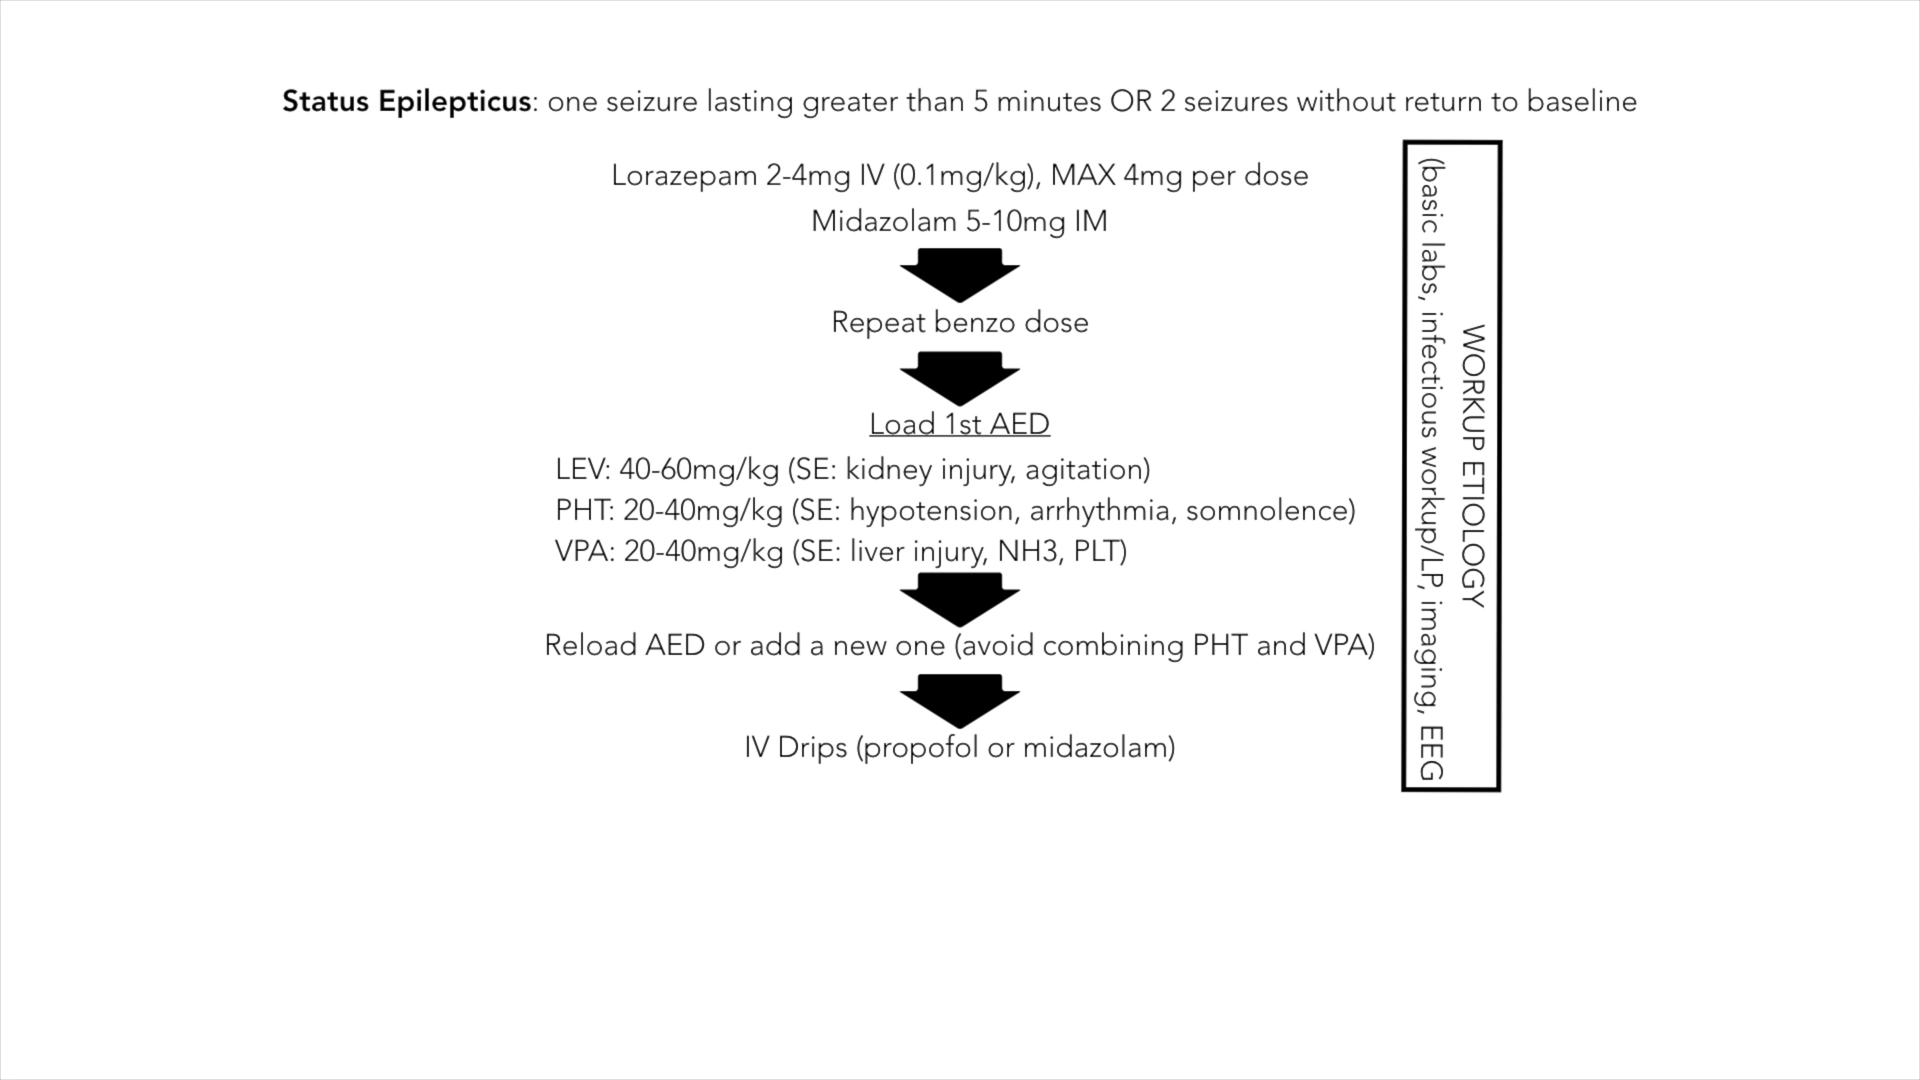 Status Epilepticus: one seizure lasting greater than 5 minutes OR 2 seizures without return to baseline
Lorazepam 2-4mg IV (0.1mg/kg), MAX 4mg per dose
Midazolam 5-10mg IM
Repeat benzo dose
Load 1st AED
LEV: 40-60mg/kg (SE: kidney injury, agitation)
PHT: 20-40mg/kg (SE: hypotension, arrhythmia, somnolence)
VPA: 20-40mg/kg (SE: liver injury, NH3, PLT)
Reload AED or add a new one (avoid combining PHT and VPA)
IV Drips (propofol or midazolam)
WORKUP ETIOLOGY
(basic labs, infectious workup/LP, imaging, EEG